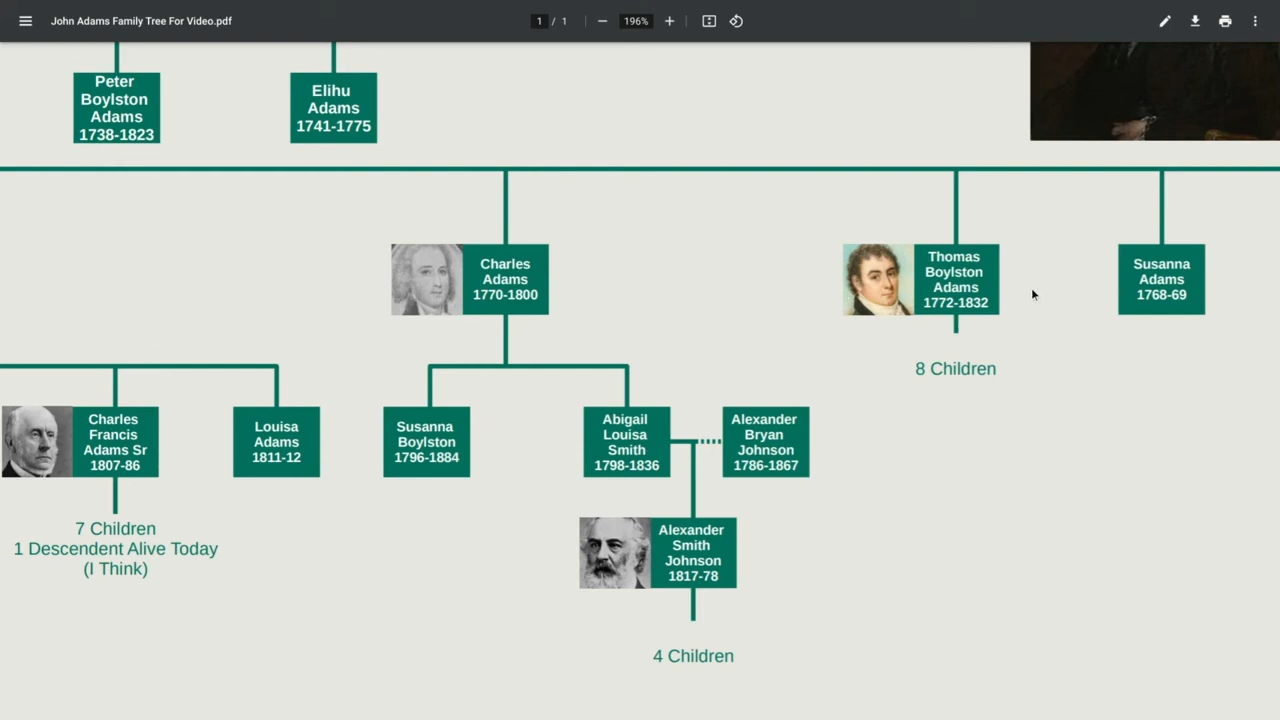 John Adams Family Tree For Video.pdf
1 / 1
196%
Peter
Boylston
Adams
1738-1823
Elihu
Adams
1741-1775
Charles
Adams
1770-1800
Thomas
Boylston
Adams
1772-1832
Susanna
Adams
1768-69
8 Children
Charles
Francis
Adams Sr
1807-86
Louisa
Adams
1811-12
Susanna
Boylston
1796-1884
Abigail
Louisa
Smith
1798-1836
Alexander
Bryan
Johnson
1786-1867
7 Children
1 Descendent Alive Today
(I Think)
Alexander
Smith
Johnson
1817-78
4 Children